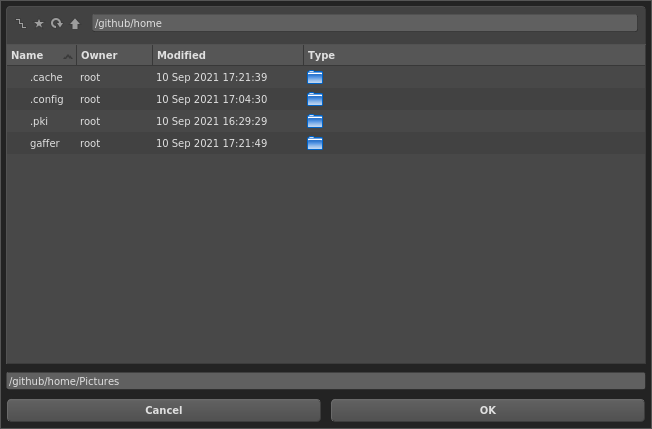 /github/home
Name Owner Modified Type
.cache root 10 Sep 2021 17:21:39
.config root 10 Sep 2021 17:04:30
.pki root 10 Sep 2021 16:29:29
gaffer root 10 Sep 2021 17:21:49
/github/home/Pictures
Cancel OK